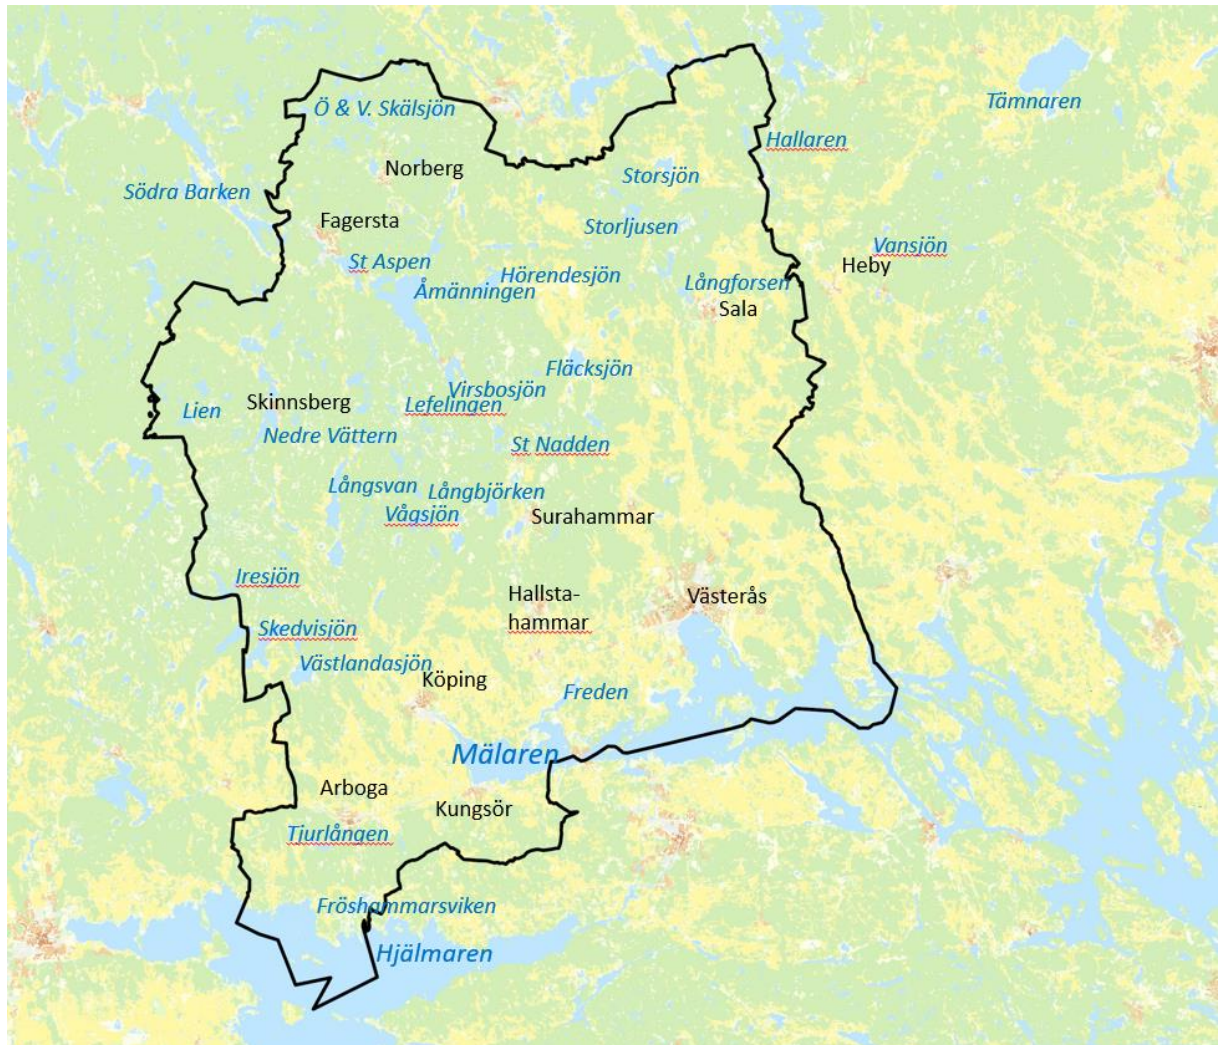 Tämnaren
Ö & V. Skälsjön
Hallaren
Norberg
Storsjön
Södra Barken
Fagersta
Storljusen
Vansjön
St Aspen
Heby
Hörendesjön
Långforsen
Åmänningen
Sala
Fläcksjön
Virsbosjön
Skinnsberg
Lefelingen
Lien
Nedre Vättern
St Nadden
Långsvan
Långbjörken
Vågsjön
Surahammar
Iresjön
Hallsta-
hammar
Västerås
Skedvisjön
Västlandasjön
Köping
Freden
Mälaren
Arboga
Kungsör
Tjurlången
Fröshammarsviken
Hjälmaren